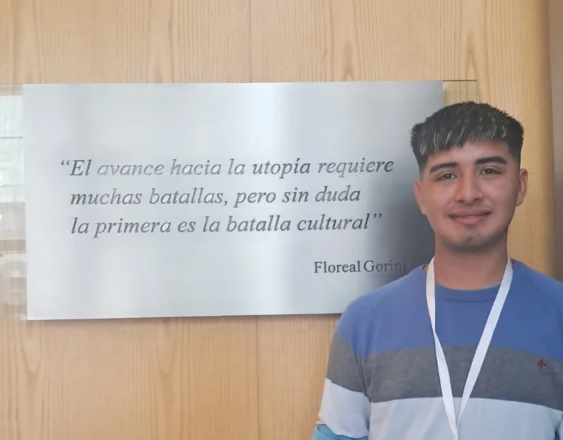 “El avance hacia la utopía requiere
muchas batallas, pero sin duda
la primera es la batalla cultural”
Floreal Gorini